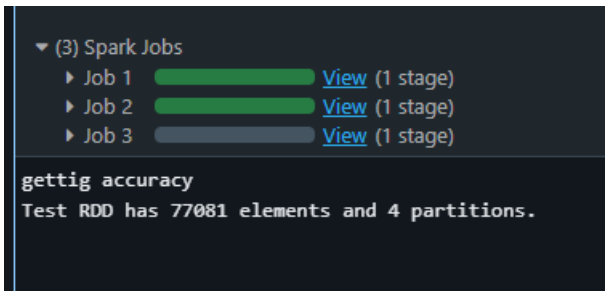 (3) Spark Jobs
Job 1 View (1 stage)
Job 2 View (1 stage)
Job 3 View (1 stage)
gettig accuracy
Test RDD has 77081 elements and 4 partitions.